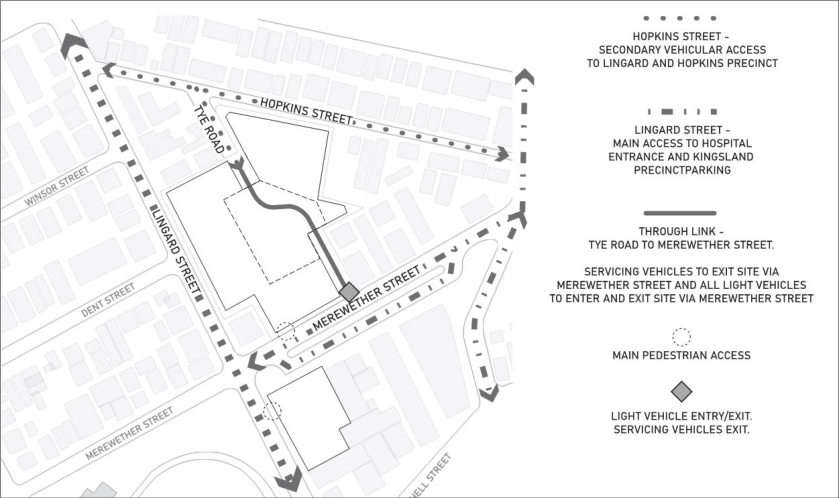 HOPKINS STREET
TYE ROAD
WINSOR STREET
LINGARD STREET
DENT STREET
MEREWETHER STREET
MEREWETHER STREET
HOPKINS STREET -
SECONDARY VEHICULAR ACCESS
TO LINGARD AND HOPKINS PRECINCT
LINGARD STREET -
MAIN ACCESS TO HOSPITAL
ENTRANCE AND KINGSLAND
PRECINCTPARKING
THROUGH LINK -
TYE ROAD TO MEREWETHER STREET.
SERVICING VEHICLES TO EXIT SITE VIA
MEREWETHER STREET AND ALL LIGHT VEHICLES
TO ENTER AND EXIT SITE VIA MEREWETHER STREET
MAIN PEDESTRIAN ACCESS
LIGHT VEHICLE ENTRY/EXIT.
SERVICING VEHICLES EXIT.
STREET